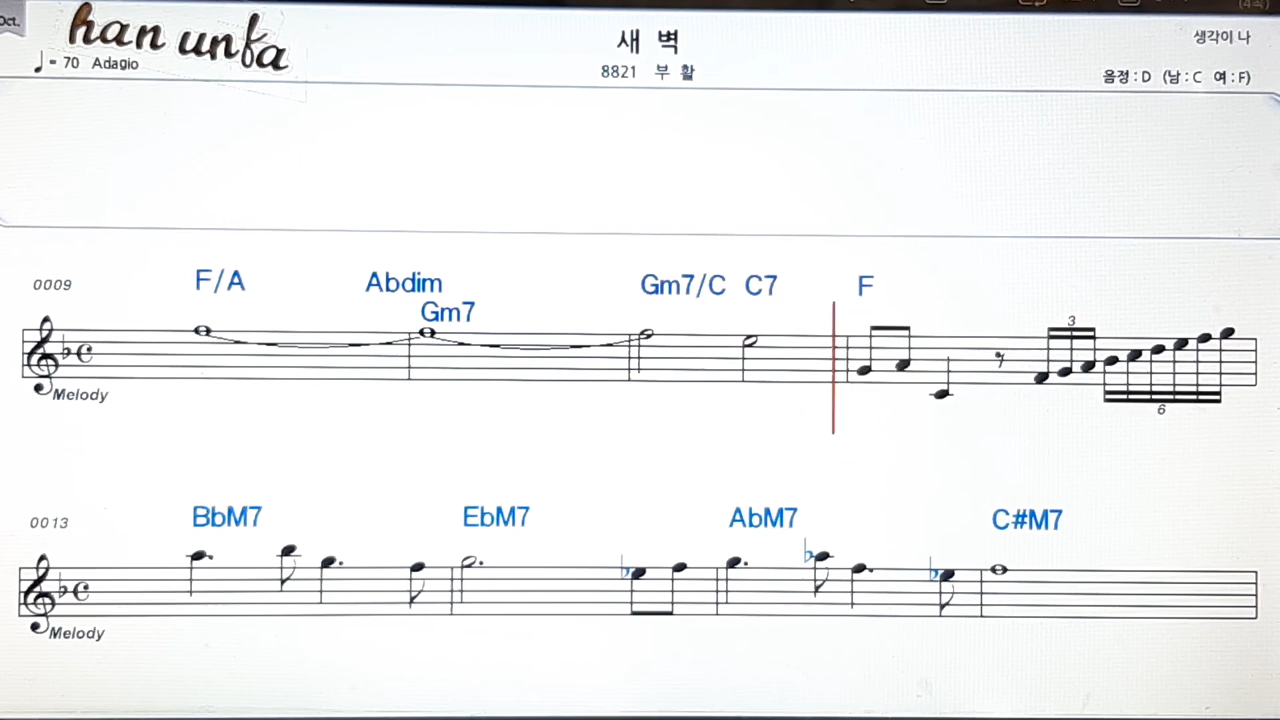 Oct.
han unfa
새 벽
생각이 나
♩= 70 Adagio
8821 부 활
음정 : D (남 : C 여 : F)
0009
F/A Abdim Gm7/C C7 F
Gm7
3
Melody
6
0013
BbM7 EbM7 AbM7 C#M7
Melody